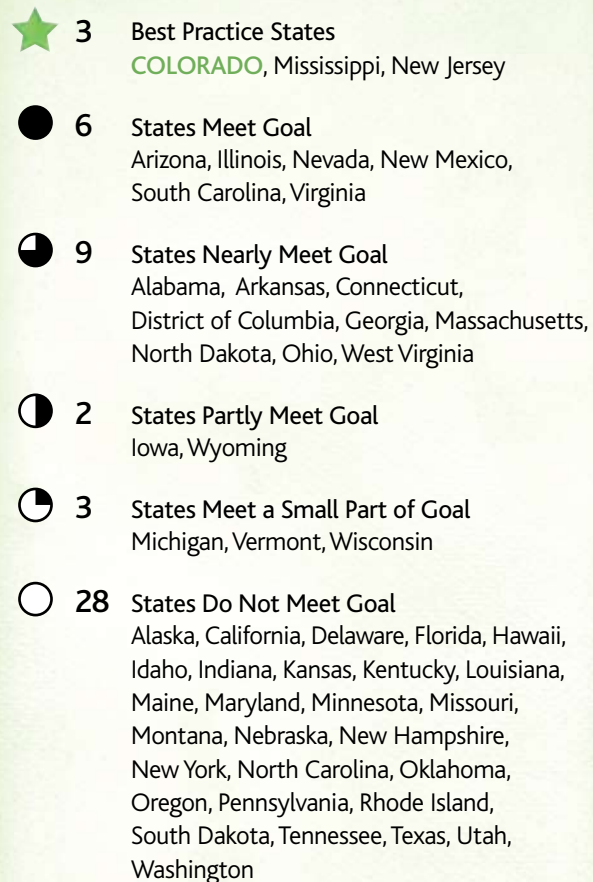 3 Best Practice States
COLORADO, Mississippi, New Jersey
6 States Meet Goal
Arizona, Illinois, Nevada, New Mexico,
South Carolina, Virginia
9 States Nearly Meet Goal
Alabama, Arkansas, Connecticut,
District of Columbia, Georgia, Massachusetts,
North Dakota, Ohio, West Virginia
2 States Partly Meet Goal
Iowa, Wyoming
3 States Meet a Small Part of Goal
Michigan, Vermont, Wisconsin
28 States Do Not Meet Goal
Alaska, California, Delaware, Florida, Hawaii,
Idaho, Indiana, Kansas, Kentucky, Louisiana,
Maine, Maryland, Minnesota, Missouri,
Montana, Nebraska, New Hampshire,
New York, North Carolina, Oklahoma,
Oregon, Pennsylvania, Rhode Island,
South Dakota, Tennessee, Texas, Utah,
Washington